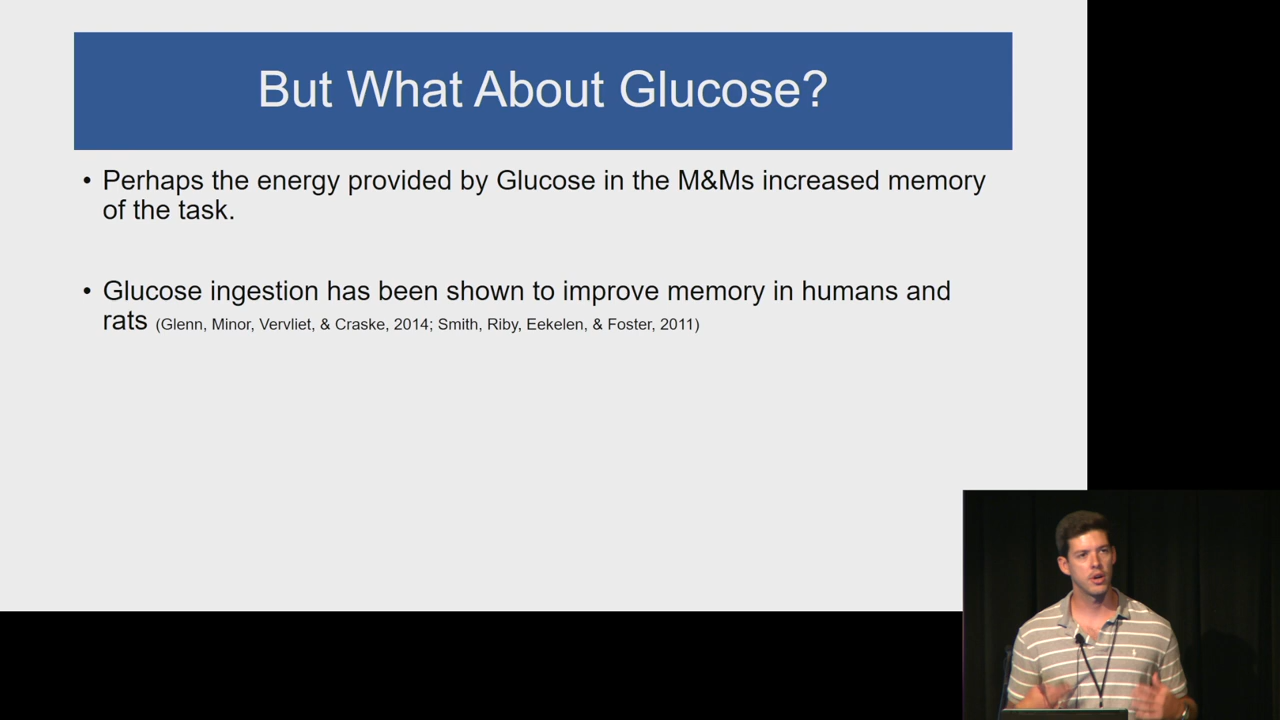 But What About Glucose?
• Perhaps the energy provided by Glucose in the M&Ms increased memory
of the task.
• Glucose ingestion has been shown to improve memory in humans and
rats (Glenn, Minor, Vervliet, & Craske, 2014; Smith, Riby, Eekelen, & Foster, 2011)